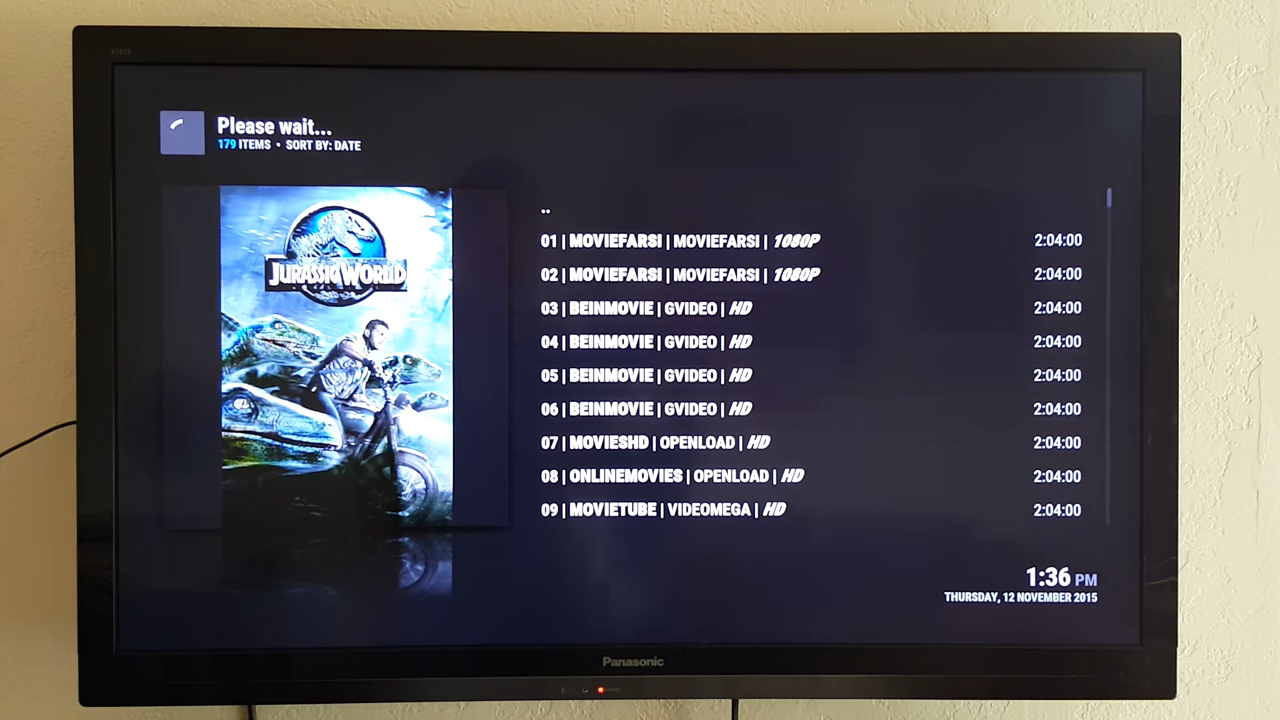 VIERA
Please wait...
179 ITEMS • SORT BY: DATE
JURASSIC WORLD
..
01 | MOVIEFARSI | MOVIEFARSI | 1080P 2:04:00
02 | MOVIEFARSI | MOVIEFARSI | 1080P 2:04:00
03 | BEINMOVIE | GVIDEO | HD 2:04:00
04 | BEINMOVIE | GVIDEO | HD 2:04:00
05 | BEINMOVIE | GVIDEO | HD 2:04:00
06 | BEINMOVIE | GVIDEO | HD 2:04:00
07 | MOVIESHD | OPENLOAD | HD 2:04:00
08 | ONLINEMOVIES | OPENLOAD | HD 2:04:00
09 | MOVIETUBE | VIDEOMEGA | HD 2:04:00
1:36 PM
THURSDAY, 12 NOVEMBER 2015
Panasonic